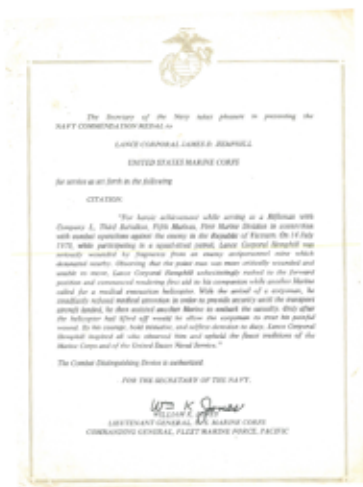 The Secretary of the Navy takes pleasure in presenting the
NAVY COMMENDATION MEDAL to
LANCE CORPORAL JAMES D. HEMPHILL
UNITED STATES MARINE CORPS
for service as set forth in the following
CITATION:
"For heroic achievement while serving as a Rifleman with
Company I, Third Battalion, Fifth Marines, First Marine Division in connection
with combat operations against the enemy in the Republic of Vietnam. On 14 July
1970, while participating in a squad-sized patrol, Lance Corporal Hemphill was
seriously wounded by fragments from an enemy antipersonnel mine which
detonated nearby. Observing that the point man was more critically wounded and
unable to move, Lance Corporal Hemphill unhesitatingly rushed to the forward
position and commenced rendering first aid to his companion while another Marine
called for a medical evacuation helicopter. With the arrival of a corpsman, he
steadfastly refused medical attention in order to provide security until the transport
aircraft landed, he then assisted another Marine to embark the casualty. Only after
the helicopter had lifted off would he allow the corpsman to treat his painful
wound. By his courage, bold initiative, and selfless devotion to duty, Lance Corporal
Hemphill inspired all who observed him and upheld the finest traditions of the
Marine Corps and of the United States Naval Service."
The Combat Distinguishing Device is authorized.
FOR THE SECRETARY OF THE NAVY,
Wm K Jones
WILLIAM K. JONES
LIEUTENANT GENERAL, U.S. MARINE CORPS
COMMANDING GENERAL, FLEET MARINE FORCE, PACIFIC